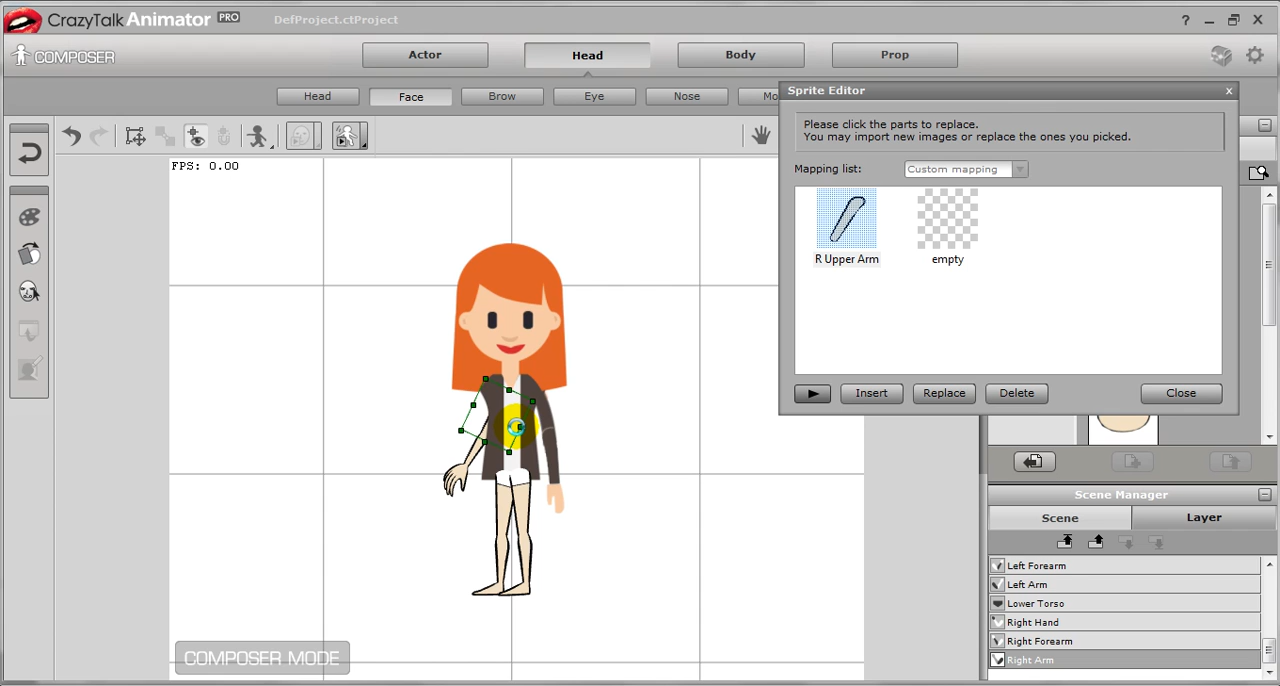 CrazyTalk Animator PRO
DefProject.ctProject
?
COMPOSER
Actor
Head
Body
Prop
Head
Face
Brow
Eye
Nose
Mo
Sprite Editor
x
Please click the parts to replace.
You may import new images or replace the ones you picked.
Mapping list:
Custom mapping
R Upper Arm
empty
Insert
Replace
Delete
Close
FPS: 0.00
COMPOSER MODE
Scene Manager
Scene
Layer
Left Forearm
Left Arm
Lower Torso
Right Hand
Right Forearm
Right Arm